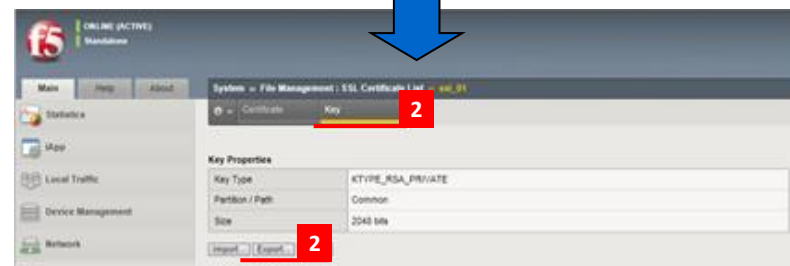 f5
ONLINE (ACTIVE)
Standalone
Main Help About
System » File Management : SSL Certificate List » ssl_01
Certificate Key 2
Statistics
iApp
Local Traffic
Device Management
Network
Key Properties
Key Type KTYPE_RSA_PRIVATE
Partition / Path Common
Size 2048 bits
Import... Export... 2